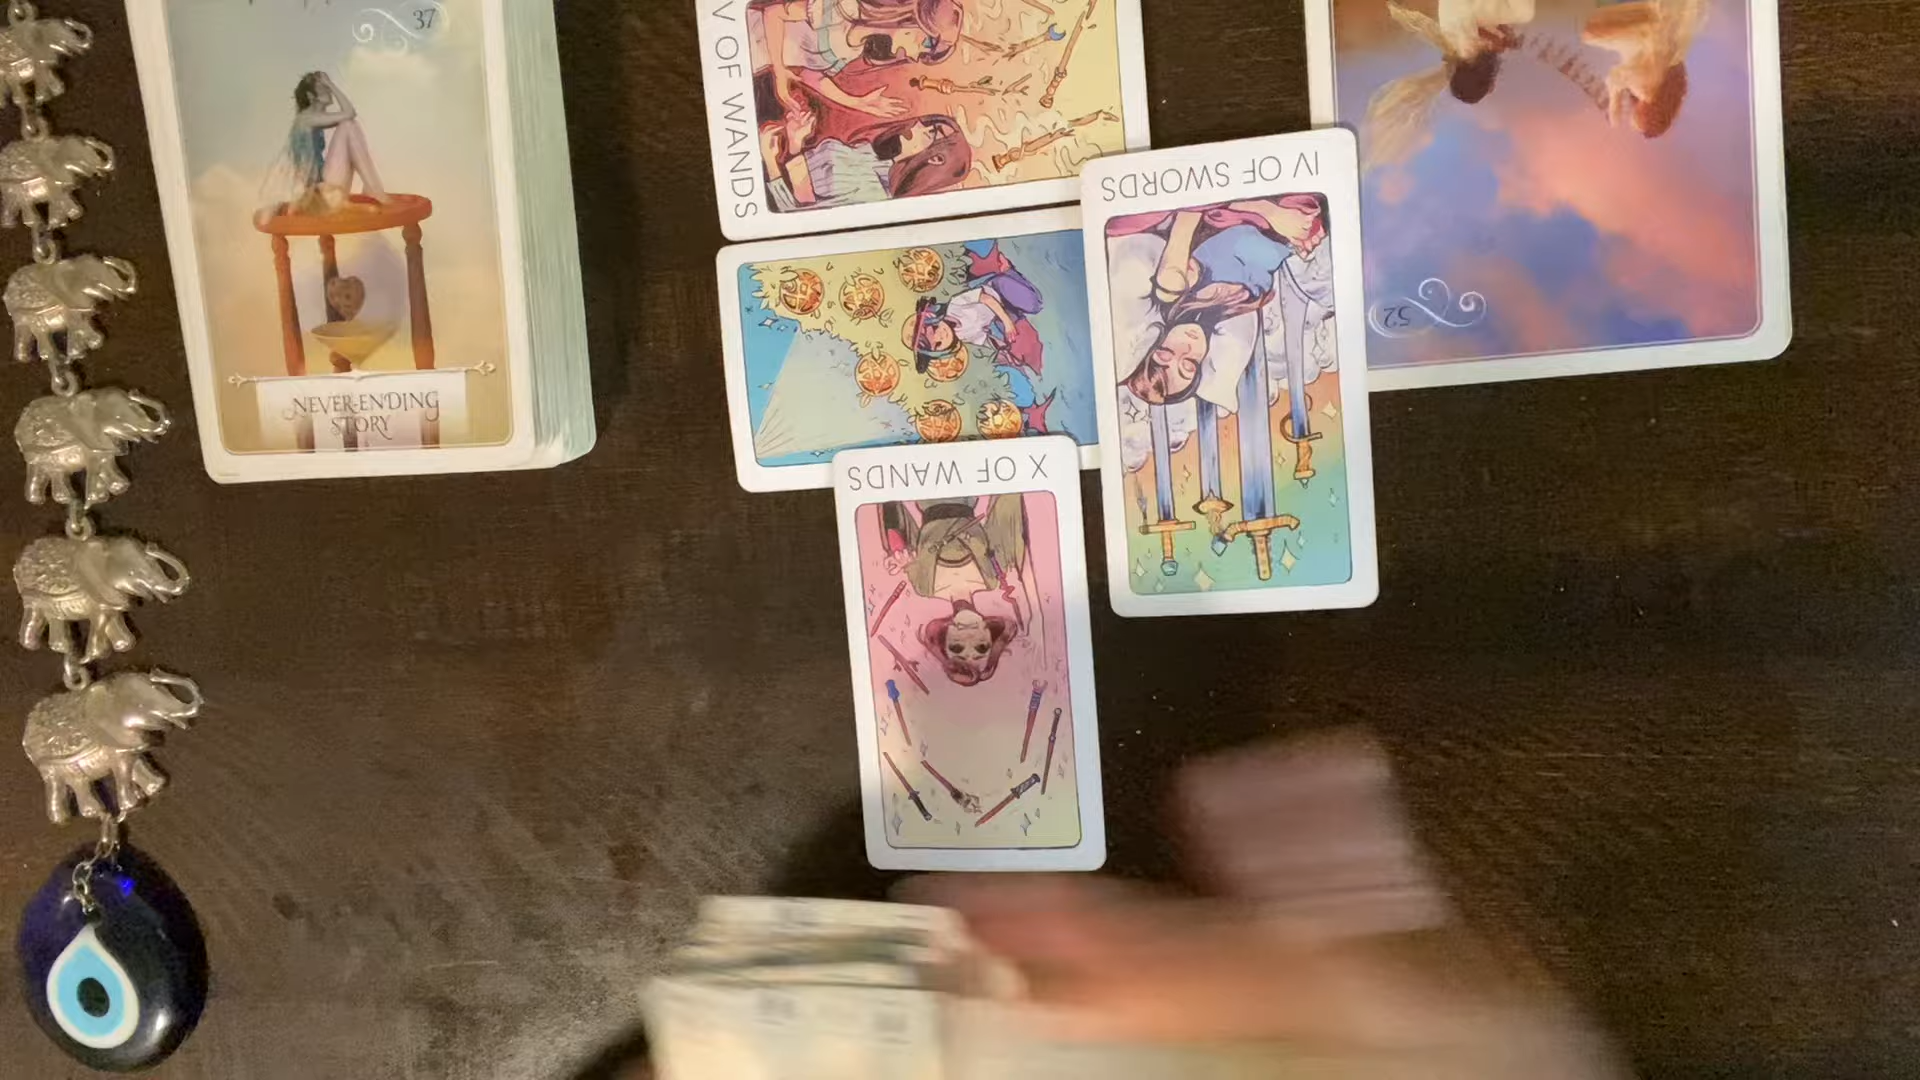 37
NEVER-ENDING
STORY
V OF WANDS
IV OF SWORDS
52
X OF WANDS